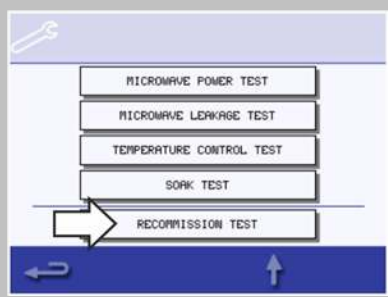 MICROWAVE POWER TEST
MICROWAVE LEAKAGE TEST
TEMPERATURE CONTROL TEST
SOAK TEST
RECOMMISSION TEST